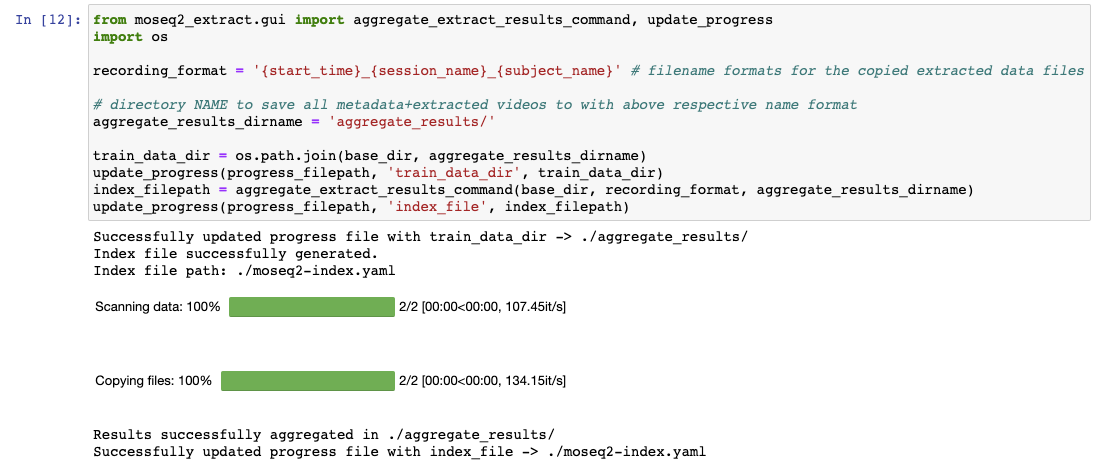 In [12]: from moseq2_extract.gui import aggregate_extract_results_command, update_progress
import os
recording_format = '{start_time}_{session_name}_{subject_name}' # filename formats for the copied extracted data files
# directory NAME to save all metadata+extracted videos to with above respective name format
aggregate_results_dirname = 'aggregate_results/'
train_data_dir = os.path.join(base_dir, aggregate_results_dirname)
update_progress(progress_filepath, 'train_data_dir', train_data_dir)
index_filepath = aggregate_extract_results_command(base_dir, recording_format, aggregate_results_dirname)
update_progress(progress_filepath, 'index_file', index_filepath)
Successfully updated progress file with train_data_dir -> ./aggregate_results/
Index file successfully generated.
Index file path: ./moseq2-index.yaml
Scanning data: 100% 2/2 [00:00<00:00, 107.45it/s]
Copying files: 100% 2/2 [00:00<00:00, 134.15it/s]
Results successfully aggregated in ./aggregate_results/
Successfully updated progress file with index_file -> ./moseq2-index.yaml